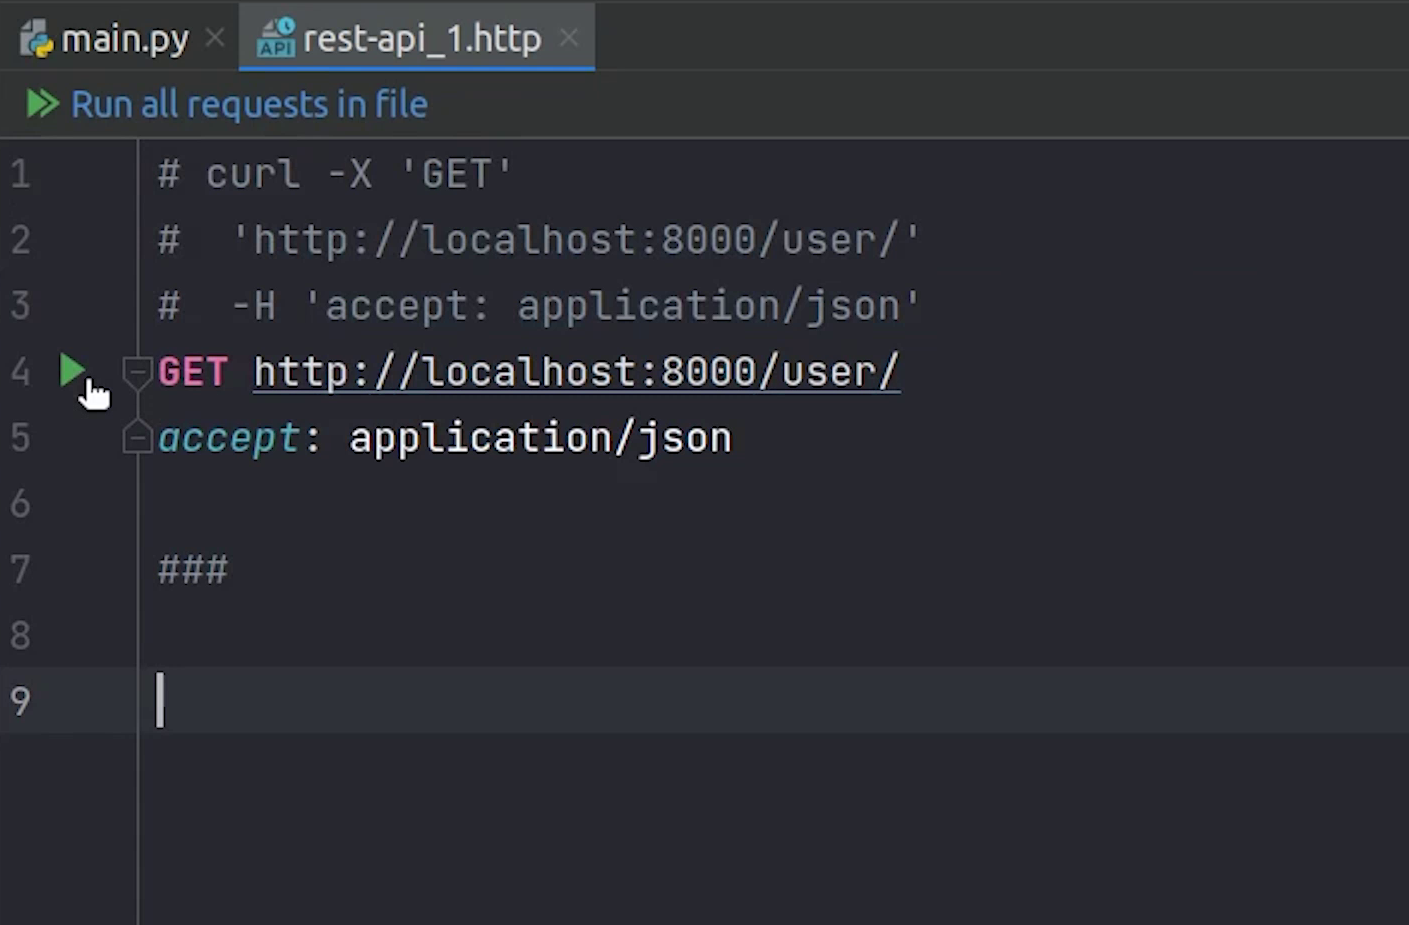 main.py
API rest-api_1.http
Run all requests in file
1 # curl -X 'GET'
2 #  'http://localhost:8000/user/'
3 #  -H 'accept: application/json'
4 GET http://localhost:8000/user/
5 accept: application/json
6
7 ###
8
9